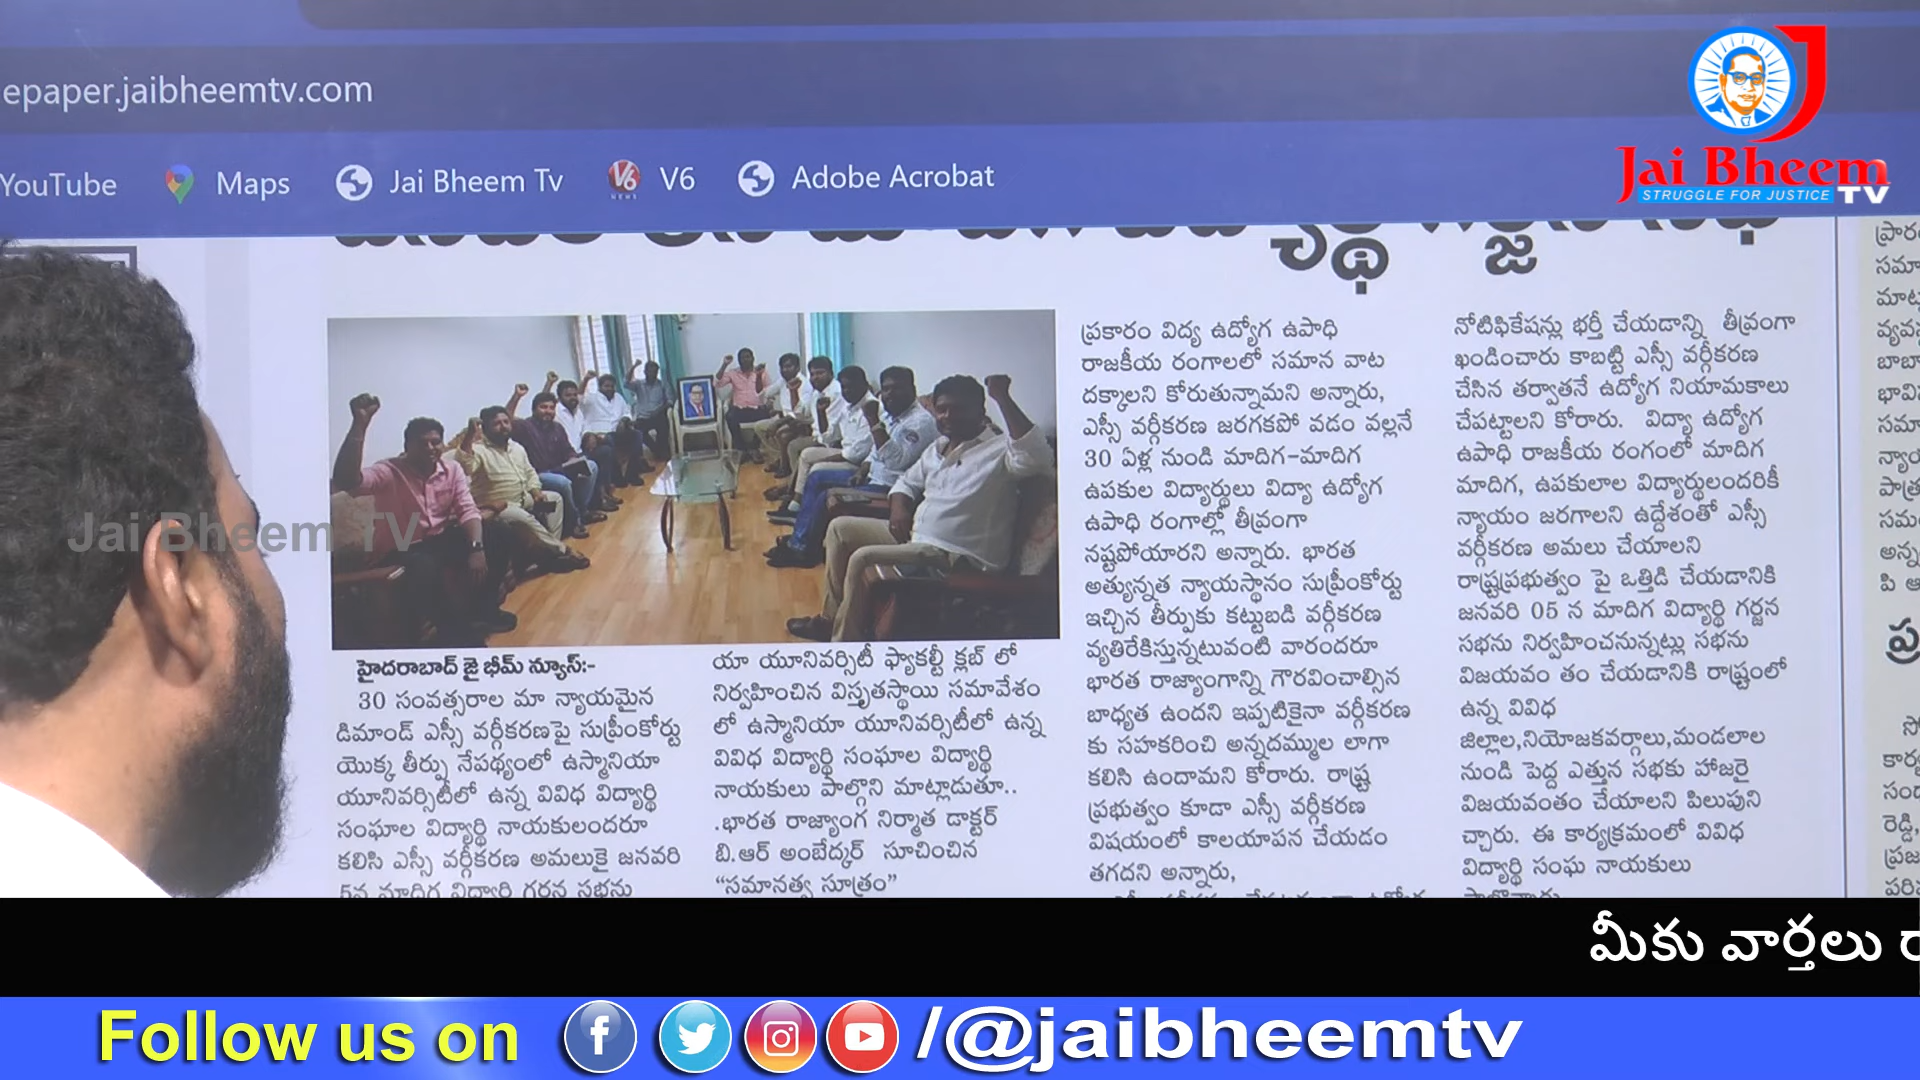 epaper.jaibheemtv.com
Jai Bheem TV
STRUGGLE FOR JUSTICE
YouTube Maps Jai Bheem Tv V6 Adobe Acrobat
హైదరాబాద్ జై భీమ్ న్యూస్:-
30 సంవత్సరాల మా న్యాయమైన
డిమాండ్ ఎస్సీ వర్గీకరణపై సుప్రీంకోర్టు
యొక్క తీర్పు నేపథ్యంలో ఉస్మానియా
యూనివర్సిటీలో ఉన్న వివిధ విద్యార్థి
సంఘాల విద్యార్థి నాయకులందరూ
కలిసి ఎస్సీ వర్గీకరణ అమలుకై జనవరి
5న మాదిగ విద్యార్థి గర్జన సభను
యా యూనివర్సిటీ ఫ్యాకల్టీ క్లబ్ లో
నిర్వహించిన విస్తృతస్థాయి సమావేశం
లో ఉస్మానియా యూనివర్సిటీలో ఉన్న
వివిధ విద్యార్థి సంఘాల విద్యార్థి
నాయకులు పాల్గొని మాట్లాడుతూ..
.భారత రాజ్యాంగ నిర్మాత డాక్టర్
బి.ఆర్ అంబేద్కర్ సూచించిన
“సమానత్వ సూత్రం”
ప్రకారం విద్య ఉద్యోగ ఉపాధి
రాజకీయ రంగాలలో సమాన వాట
దక్కాలని కోరుతున్నామని అన్నారు,
ఎస్సీ వర్గీకరణ జరగకపో వడం వల్లనే
30 ఏళ్ల నుండి మాదిగ-మాదిగ
ఉపకుల విద్యార్థులు విద్యా ఉద్యోగ
ఉపాధి రంగాల్లో తీవ్రంగా
నష్టపోయారని అన్నారు. భారత
అత్యున్నత న్యాయస్థానం సుప్రీంకోర్టు
ఇచ్చిన తీర్పుకు కట్టుబడి వర్గీకరణ
వ్యతిరేకిస్తున్నటువంటి వారందరూ
భారత రాజ్యాంగాన్ని గౌరవించాల్సిన
బాధ్యత ఉందని ఇప్పటికైనా వర్గీకరణ
కు సహకరించి అన్నదమ్ముల లాగా
కలిసి ఉందామని కోరారు. రాష్ట్ర
ప్రభుత్వం కూడా ఎస్సీ వర్గీకరణ
విషయంలో కాలయాపన చేయడం
తగదని అన్నారు,
నోటిఫికేషన్లు భర్తీ చేయడాన్ని తీవ్రంగా
ఖండించారు కాబట్టి ఎస్సీ వర్గీకరణ
చేసిన తర్వాతనే ఉద్యోగ నియామకాలు
చేపట్టాలని కోరారు. విద్యా ఉద్యోగ
ఉపాధి రాజకీయ రంగంలో మాదిగ
మాదిగ, ఉపకులాల విద్యార్థులందరికీ
న్యాయం జరగాలని ఉద్దేశంతో ఎస్సీ
వర్గీకరణ అమలు చేయాలని
రాష్ట్రప్రభుత్వం పై ఒత్తిడి చేయడానికి
జనవరి 05 న మాదిగ విద్యార్థి గర్జన
సభను నిర్వహించనున్నట్లు సభను
విజయవం తం చేయడానికి రాష్ట్రంలో
ఉన్న వివిధ
జిల్లాల,నియోజకవర్గాలు,మండలాల
నుండి పెద్ద ఎత్తున సభకు హాజరై
విజయవంతం చేయాలని పిలుపుని
చ్చారు. ఈ కార్యక్రమంలో వివిధ
విద్యార్థి సంఘ నాయకులు
Jai Bheem TV
మీకు వార్తలు
Follow us on /@jaibheemtv